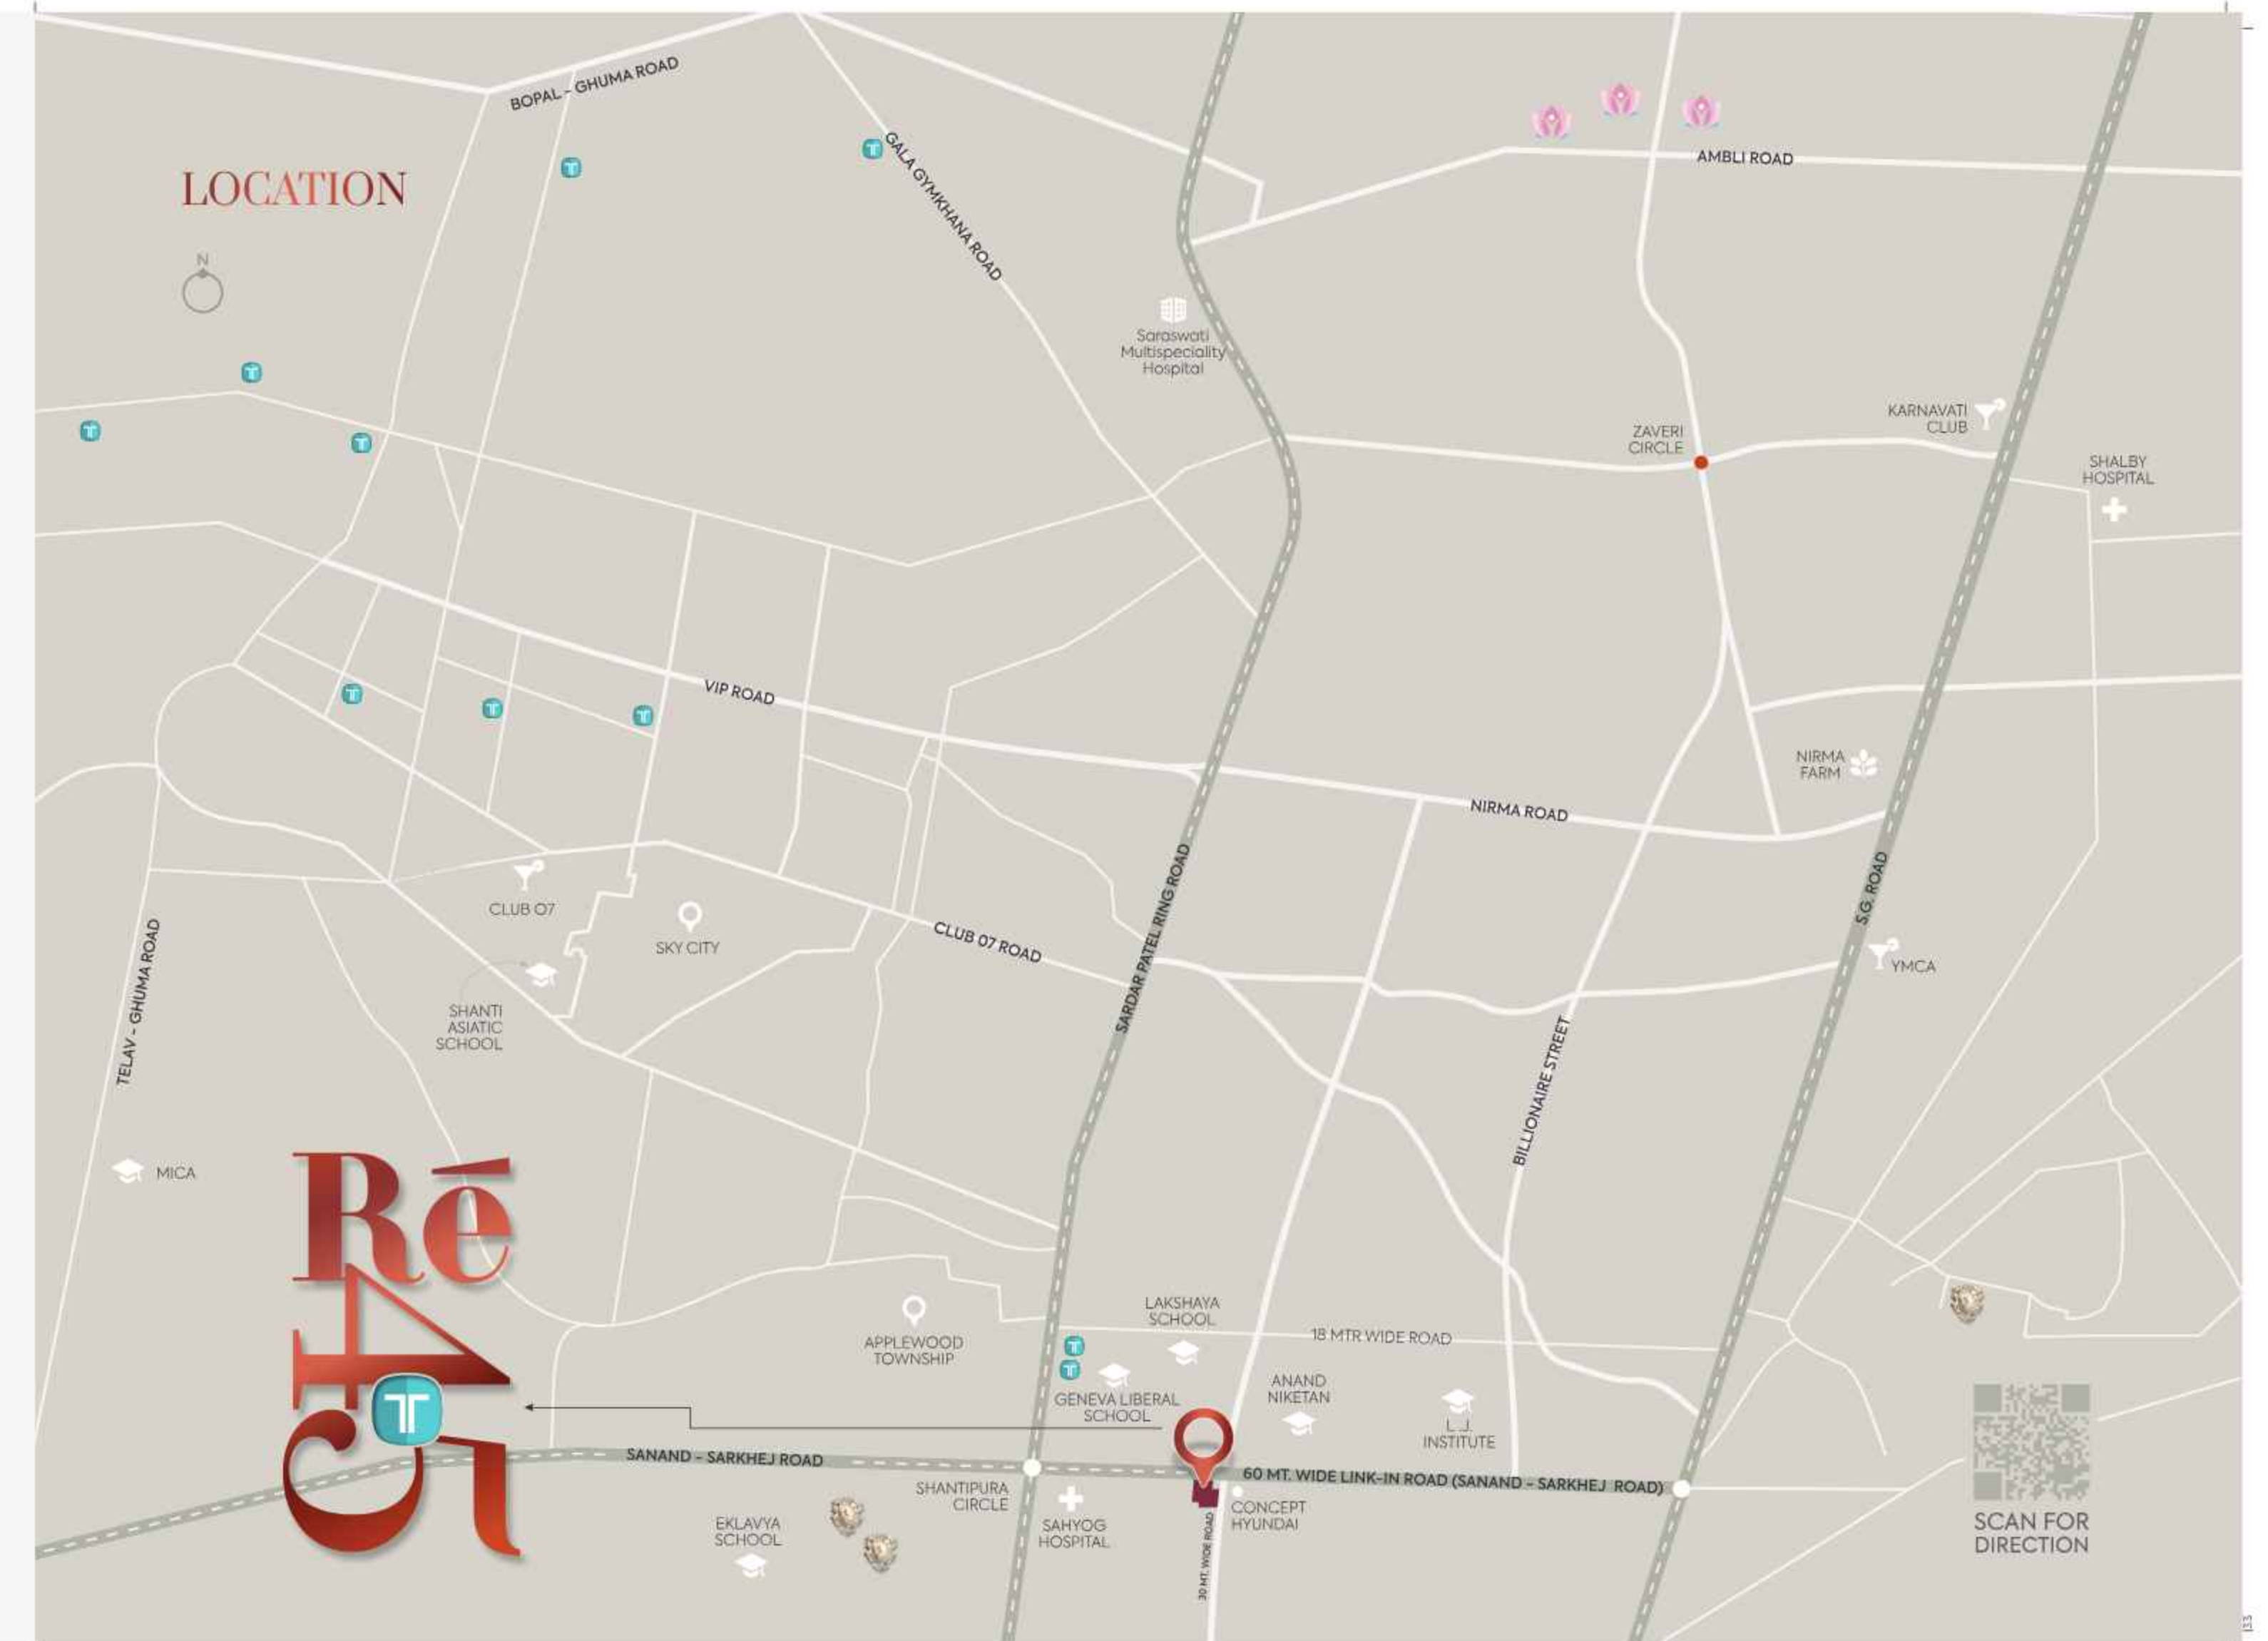 BOPAL - GHUMA ROAD
GALA GYMKHANA ROAD
AMBLI ROAD
LOCATION
N
Saraswati
Multispeciality
Hospital
KARNAVATI
CLUB
ZAVERI
CIRCLE
SHALBY
HOSPITAL
VIP ROAD
NIRMA
FARM
NIRMA ROAD
SARDAR PATEL RING ROAD
S.G. ROAD
CLUB 07
SKY CITY
CLUB 07 ROAD
YMCA
TELAV - GHUMA ROAD
SHANTI
ASIATIC
SCHOOL
BILLIONAIRE STREET
MICA
Ré
45
T
LAKSHAYA
SCHOOL
18 MTR WIDE ROAD
APPLEWOOD
TOWNSHIP
GENEVA LIBERAL
SCHOOL
ANAND
NIKETAN
L.J.
INSTITUTE
SANAND - SARKHEJ ROAD
60 MT. WIDE LINK-IN ROAD (SANAND - SARKHEJ ROAD)
SHANTIPURA
CIRCLE
SAHYOG
HOSPITAL
CONCEPT
HYUNDAI
30 MT. WIDE ROAD
EKLAVYA
SCHOOL
SCAN FOR
DIRECTION
33